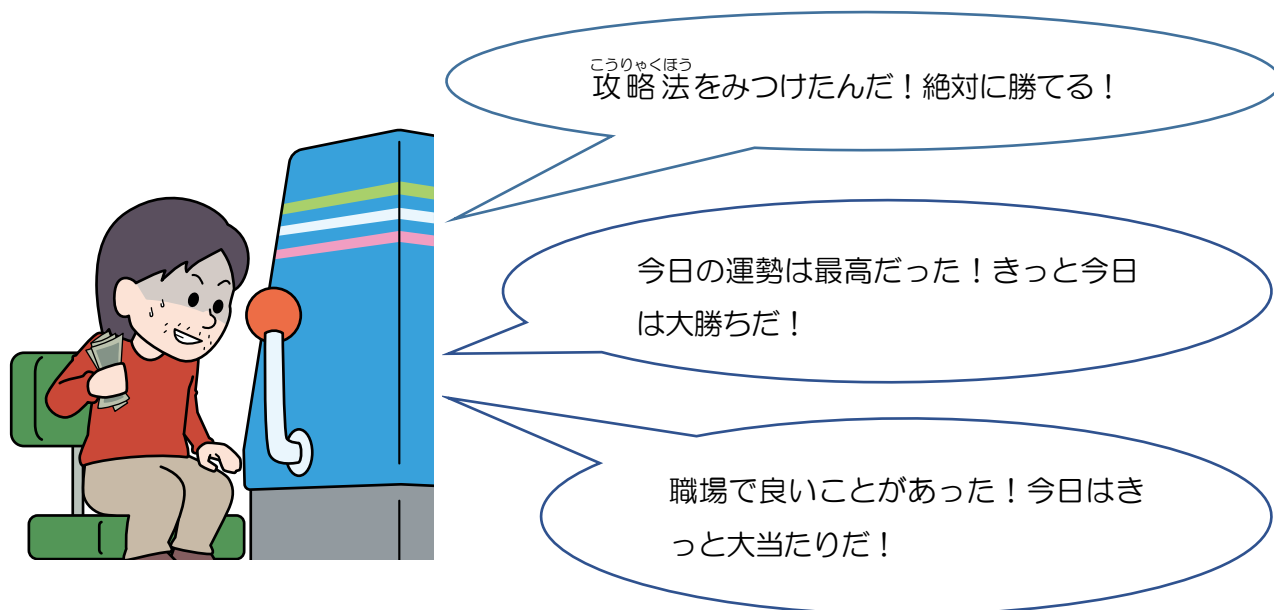 こうりゃくほう
攻略法をみつけたんだ！絶対に勝てる！
今日の運勢は最高だった！きっと今日
は大勝ちだ！
職場で良いことがあった！今日はき
っと大当たりだ！